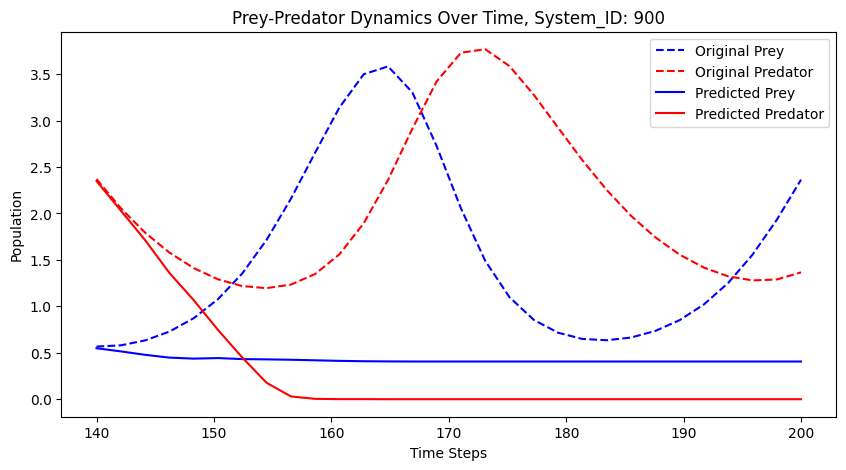 Prey-Predator Dynamics Over Time, System_ID: 900
Original Prey
Original Predator
Predicted Prey
Predicted Predator
Population
3.5
3.0
2.5
2.0
1.5
1.0
0.5
0.0
140
150
160
170
180
190
200
Time Steps